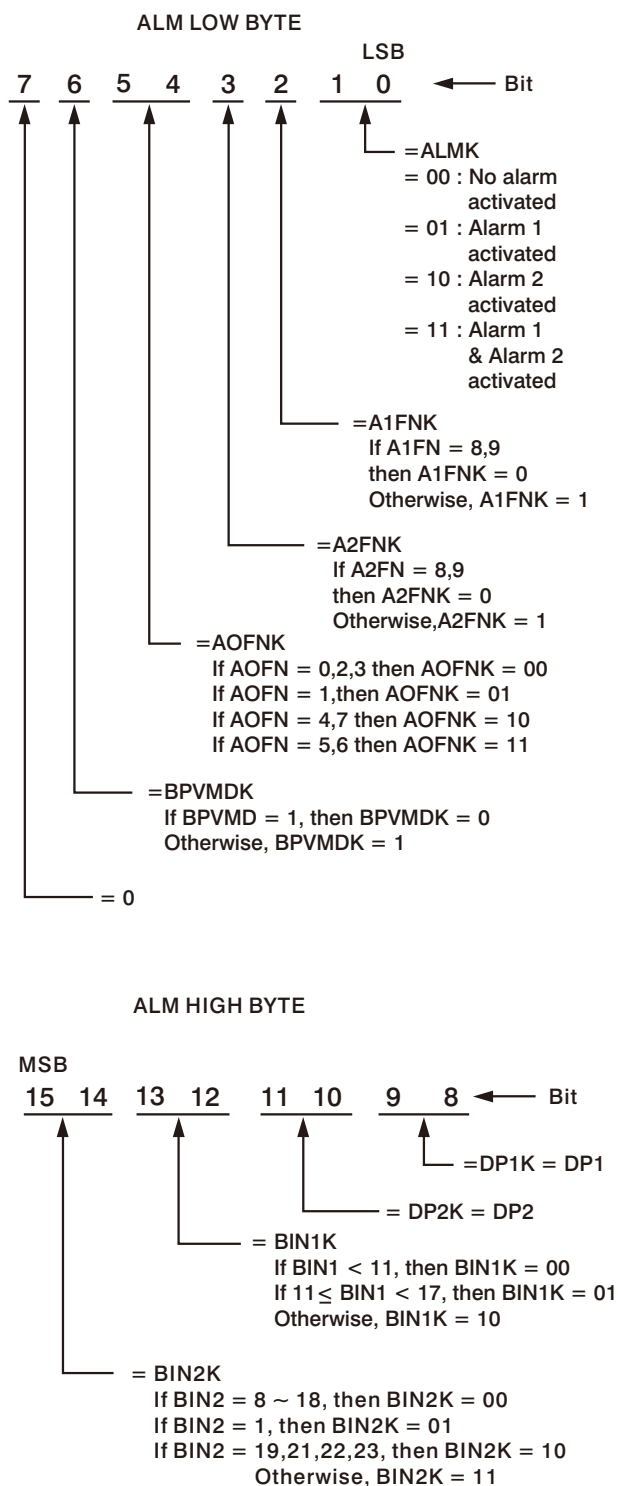 ALM LOW BYTE
LSB
7 6 5 4 3 2 1 0 Bit
=ALMK
= 00 : No alarm
activated
= 01 : Alarm 1
activated
= 10 : Alarm 2
activated
= 11 : Alarm 1
& Alarm 2
activated
=A1FNK
If A1FN = 8,9
then A1FNK = 0
Otherwise, A1FNK = 1
=A2FNK
If A2FN = 8,9
then A2FNK = 0
Otherwise,A2FNK = 1
=AOFNK
If AOFN = 0,2,3 then AOFNK = 00
If AOFN = 1,then AOFNK = 01
If AOFN = 4,7 then AOFNK = 10
If AOFN = 5,6 then AOFNK = 11
=BPVMDK
If BPVMD = 1, then BPVMDK = 0
Otherwise, BPVMDK = 1
= 0
ALM HIGH BYTE
MSB
15 14 13 12 11 10 9 8 Bit
=DP1K = DP1
= DP2K = DP2
= BIN1K
If BIN1 < 11, then BIN1K = 00
If 11≤ BIN1 < 17, then BIN1K = 01
Otherwise, BIN1K = 10
= BIN2K
If BIN2 = 8 ~ 18, then BIN2K = 00
If BIN2 = 1, then BIN2K = 01
If BIN2 = 19,21,22,23, then BIN2K = 10
Otherwise, BIN2K = 11